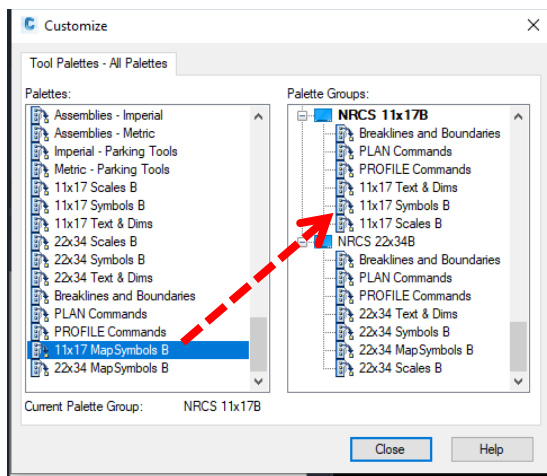 Customize
Tool Palettes - All Palettes
Palettes:
Assemblies - Imperial
Assemblies - Metric
Imperial - Parking Tools
Metric - Parking Tools
11x17 Scales B
11x17 Symbols B
11x17 Text & Dims
22x34 Scales B
22x34 Symbols B
22x34 Text & Dims
Breaklines and Boundaries
PLAN Commands
PROFILE Commands
11x17 MapSymbols B
22x34 MapSymbols B
Palette Groups:
NRCS 11x17B
Breaklines and Boundaries
PLAN Commands
PROFILE Commands
11x17 Text & Dims
11x17 Symbols B
11x17 Scales B
NRCS 22x34B
Breaklines and Boundaries
PLAN Commands
PROFILE Commands
22x34 Text & Dims
22x34 Symbols B
22x34 MapSymbols B
22x34 Scales B
Current Palette Group: NRCS 11x17B
Close
Help